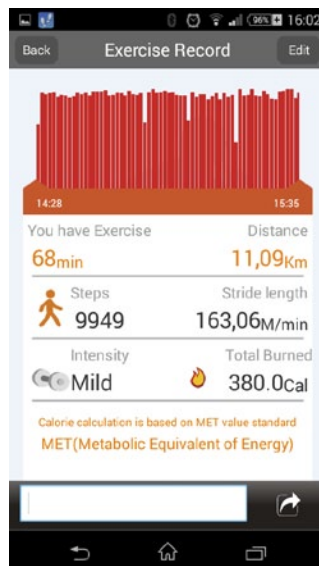 96% 16:02
Back Exercise Record Edit
14:28 15:35
You have Exercise Distance
68min 11,09Km
Steps Stride length
9949 163,06M/min
Intensity Total Burned
Mild 380.0Cal
Calorie calculation is based on MET value standard
MET(Metabolic Equivalent of Energy)